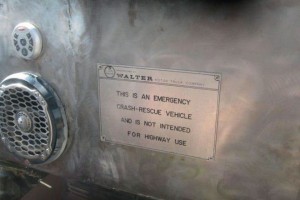 WALTER
THIS IS AN EMERGENCY
CRASH-RESCUE VEHICLE
AND IS NOT INTENDED
FOR HIGHWAY USE